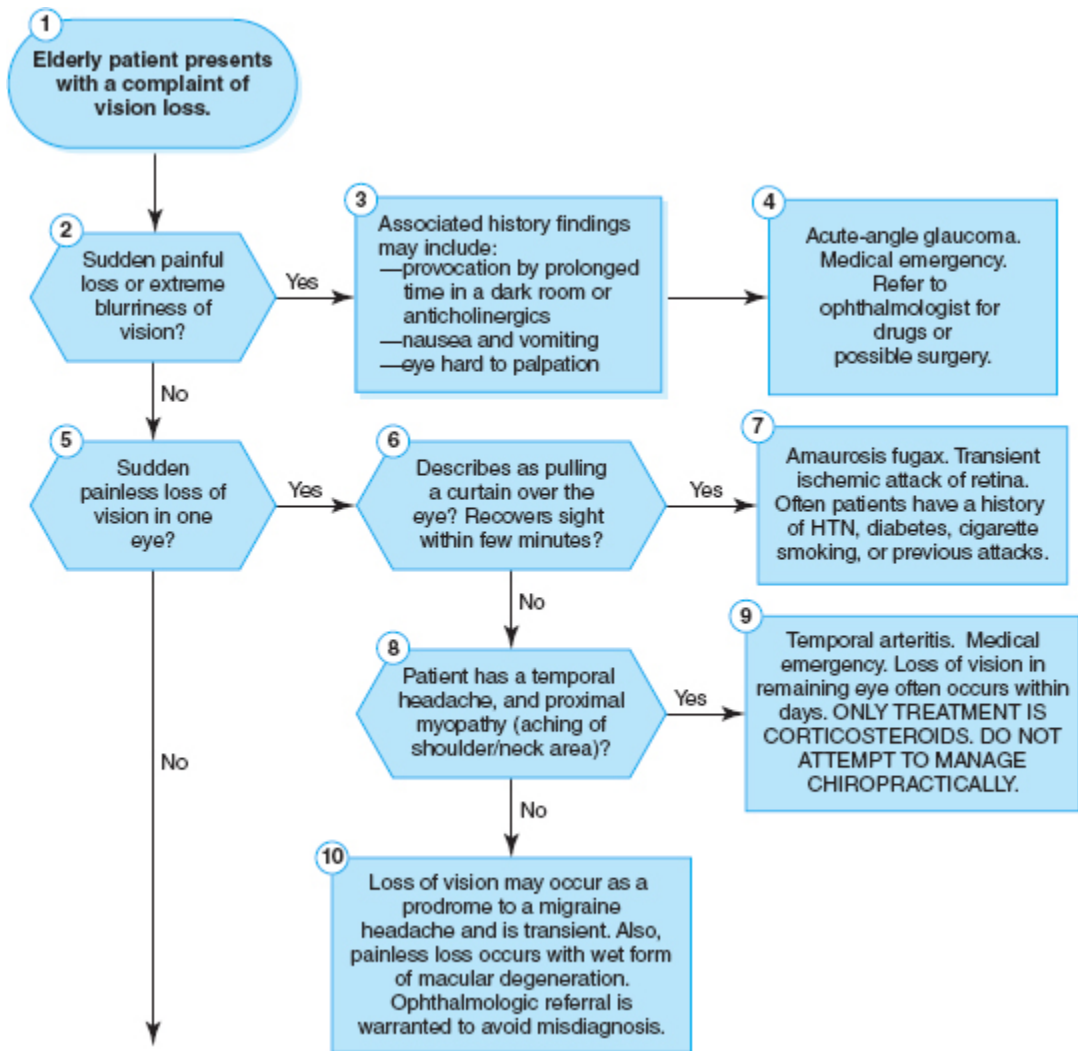 1
Elderly patient presents
with a complaint of
vision loss.
2
Sudden painful
loss or extreme
blurriness of
vision?
Yes
3
Associated history findings
may include:
—provocation by prolonged
time in a dark room or
anticholinergics
—nausea and vomiting
—eye hard to palpation
4
Acute-angle glaucoma.
Medical emergency.
Refer to
ophthalmologist for
drugs or
possible surgery.
No
5
Sudden
painless loss of
vision in one
eye?
Yes
6
Describes as pulling
a curtain over the
eye? Recovers sight
within few minutes?
Yes
7
Amaurosis fugax. Transient
ischemic attack of retina.
Often patients have a history
of HTN, diabetes, cigarette
smoking, or previous attacks.
No
8
Patient has a temporal
headache, and proximal
myopathy (aching of
shoulder/neck area)?
Yes
9
Temporal arteritis. Medical
emergency. Loss of vision in
remaining eye often occurs within
days. ONLY TREATMENT IS
CORTICOSTEROIDS. DO NOT
ATTEMPT TO MANAGE
CHIROPRACTICALLY.
No
No
10
Loss of vision may occur as a
prodrome to a migraine
headache and is transient. Also,
painless loss occurs with wet form
of macular degeneration.
Ophthalmologic referral is
warranted to avoid misdiagnosis.